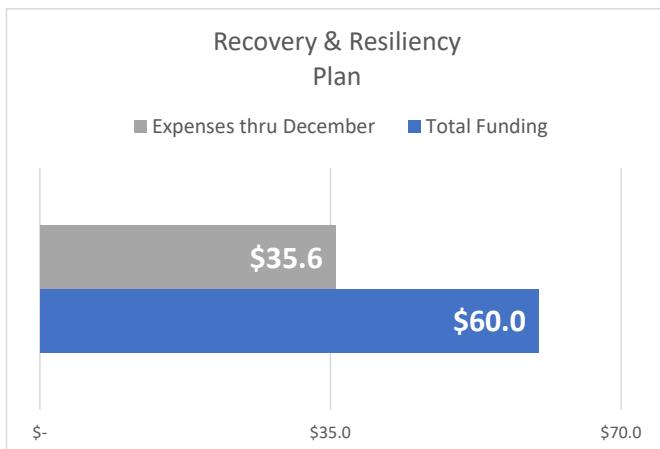 Recovery & Resiliency
Plan
Expenses thru December Total Funding
$35.6
$60.0
$- $35.0 $70.0